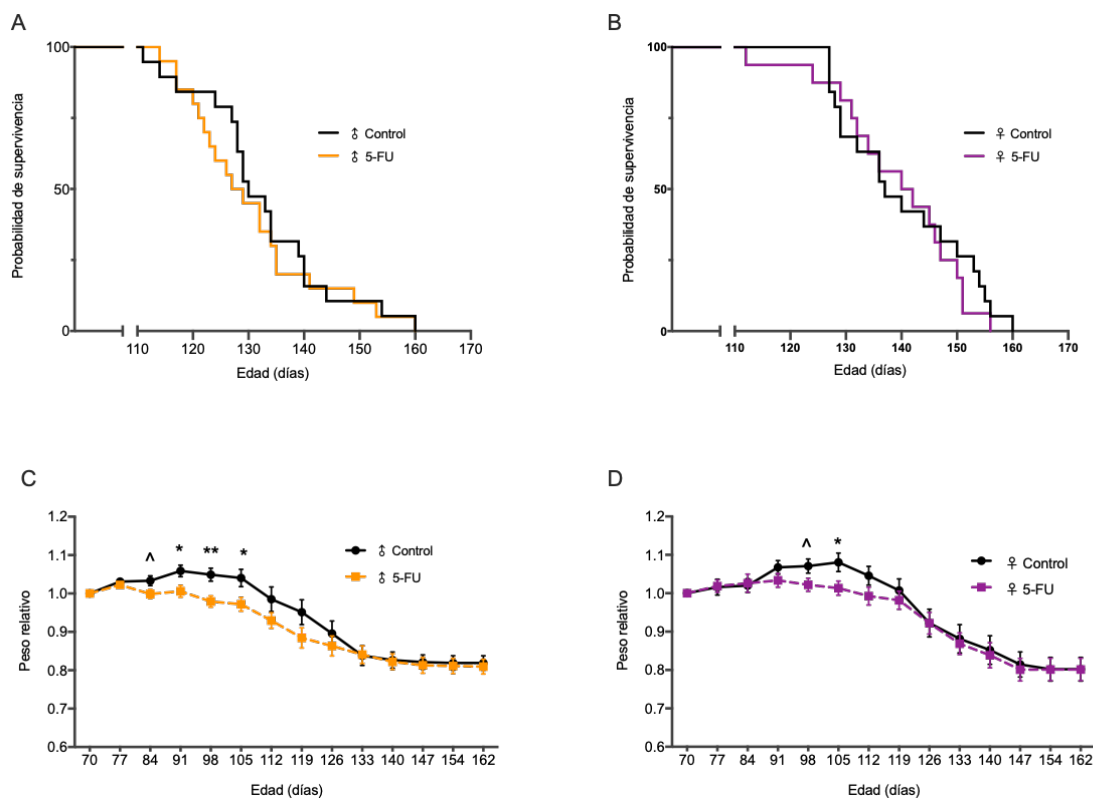 A
B
100
50
0
110 120 130 140 150 160 170
Probabilidad de supervivencia
Edad (días)
♂ Control
♂ 5-FU
100
50
0
110 120 130 140 150 160 170
Probabilidad de supervivencia
Edad (días)
♀ Control
♀ 5-FU
C
D
1.2
1.1
1.0
0.9
0.8
0.7
0.6
Peso relativo
^ * ** *
♂ Control
♂ 5-FU
70 77 84 91 98 105 112 119 126 133 140 147 154 162
Edad (días)
1.2
1.1
1.0
0.9
0.8
0.7
0.6
Peso relativo
^ *
♀ Control
♀ 5-FU
70 77 84 91 98 105 112 119 126 133 140 147 154 162
Edad (días)